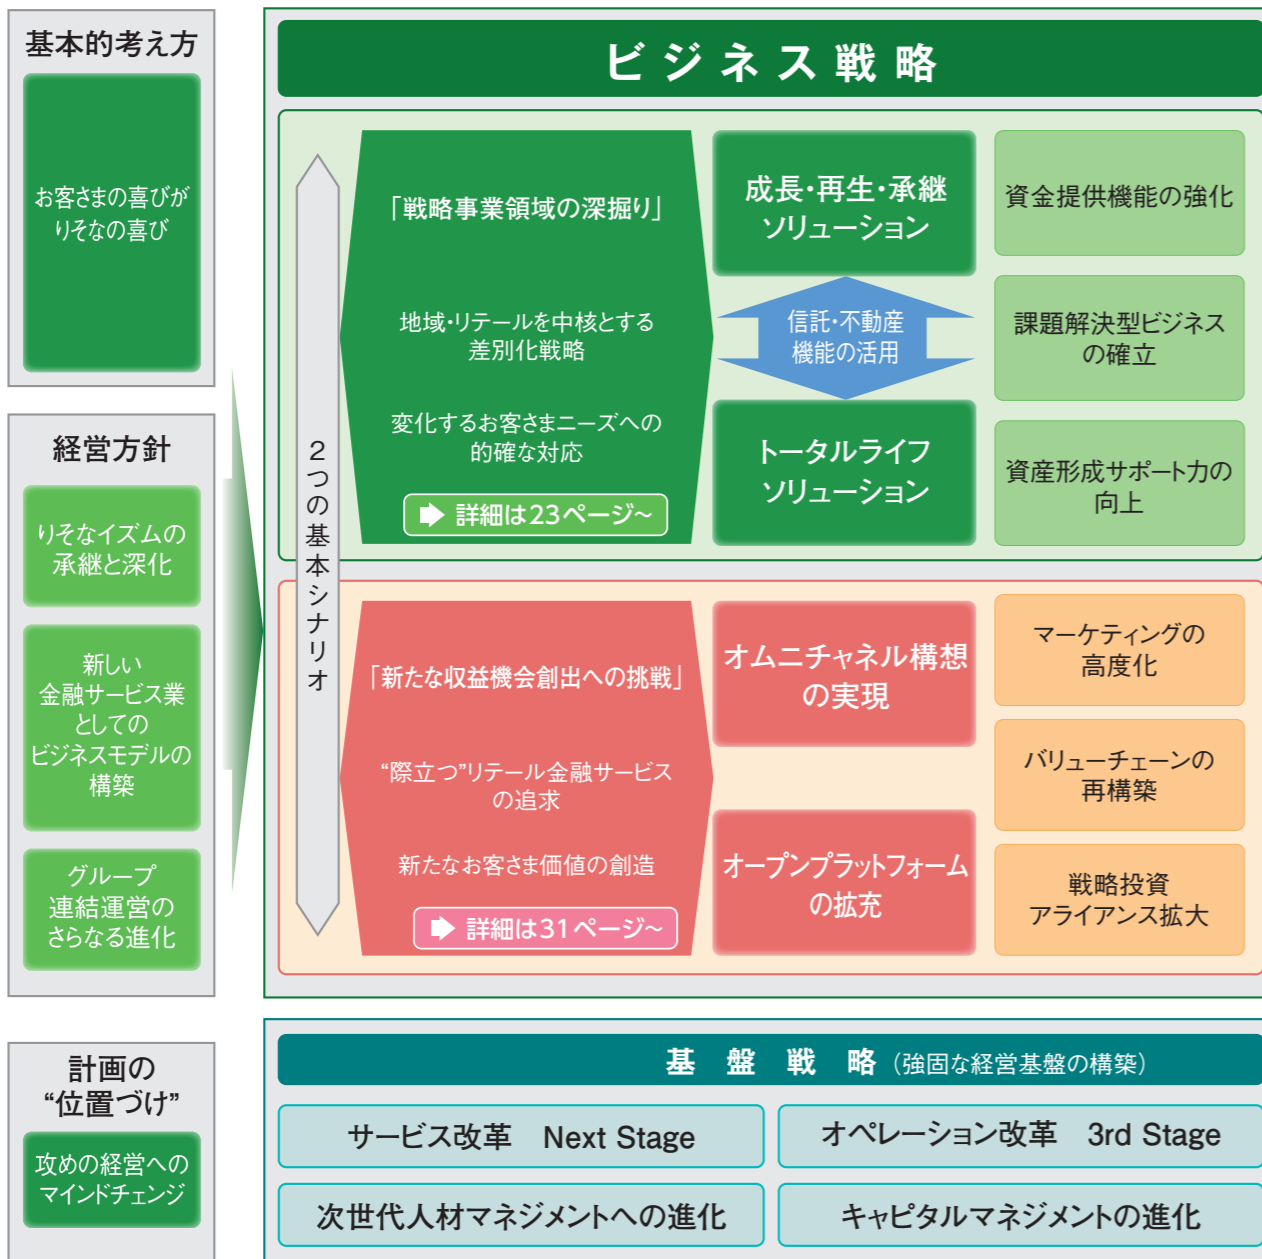 基本的考え方
お客さまの喜びが
りそなの喜び
経営方針
りそなイズムの
承継と深化
新しい
金融サービス業
としての
ビジネスモデルの
構築
グループ
連結運営の
さらなる進化
計画の
“位置づけ”
攻めの経営への
マインドチェンジ
ビジネス戦略
2つの基本シナリオ
「戦略事業領域の深掘り」
地域・リテールを中核とする
差別化戦略
変化するお客さまニーズへの
的確な対応
詳細は23ページ~
成長・再生・承継
ソリューション
信託・不動産
機能の活用
トータルライフ
ソリューション
資金提供機能の強化
課題解決型ビジネス
の確立
資産形成サポート力の
向上
「新たな収益機会創出への挑戦」
“際立つ”リテール金融サービス
の追求
新たなお客さま価値の創造
詳細は31ページ~
オムニチャネル構想
の実現
オープンプラットフォーム
の拡充
マーケティングの
高度化
バリューチェーンの
再構築
戦略投資
アライアンス拡大
基盤戦略（強固な経営基盤の構築）
サービス改革　Next Stage
オペレーション改革　3rd Stage
次世代人材マネジメントへの進化
キャピタルマネジメントの進化